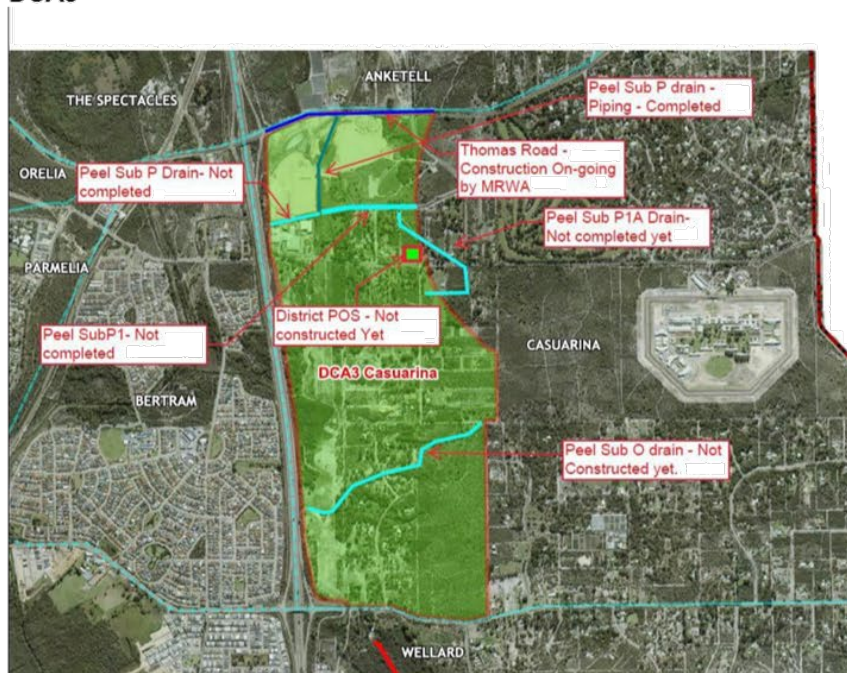 ANKETELL
THE SPECTACLES
Peel Sub P drain -
Piping - Completed
ORELIA
Peel Sub P Drain- Not
completed
Thomas Road -
Construction On-going
by MRWA
Peel Sub P1A Drain-
Not completed yet
PARMELIA
Peel SubP1- Not
completed
District POS - Not
constructed Yet
CASUARINA
DCA3 Casuarina
BERTRAM
Peel Sub O drain - Not
Constructed yet.
WELLARD